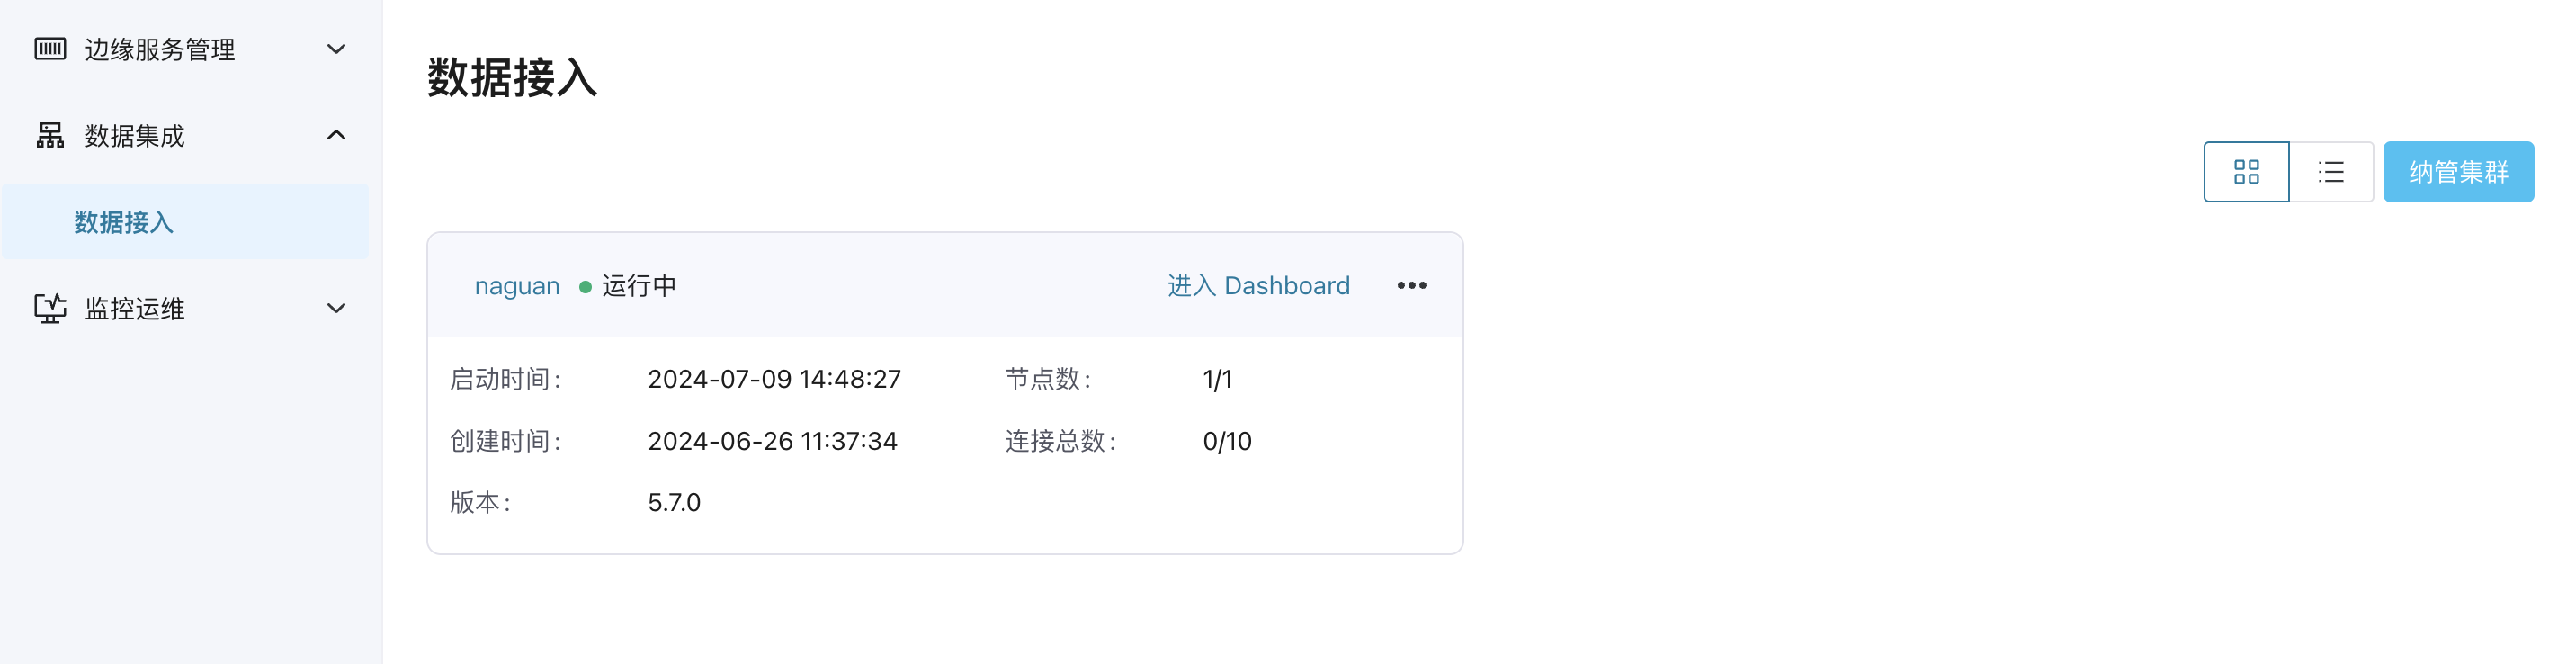 边缘服务管理
数据集成
数据接入
监控运维
数据接入
纳管集群
naguan 运行中 进入 Dashboard
启动时间: 2024-07-09 14:48:27 节点数: 1/1
创建时间: 2024-06-26 11:37:34 连接总数: 0/10
版本: 5.7.0